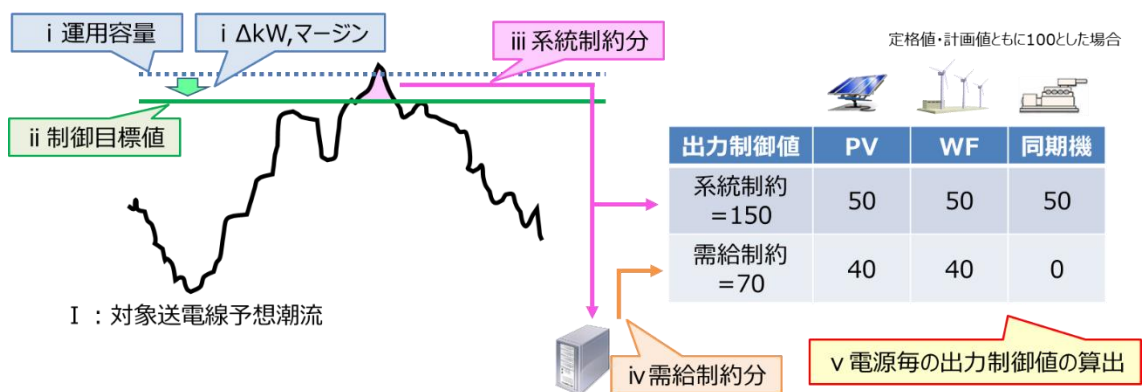 ⅰ運用容量
ⅰ ΔkW,マージン
ⅲ 系統制約分
定格値・計画値ともに100とした場合
ⅱ 制御目標値
出力制御値 PV WF 同期機
系統制約
=150
50 50 50
需給制約
=70
40 40 0
Ⅰ：対象送電線予想潮流
ⅳ需給制約分
ⅴ電源毎の出力制御値の算出